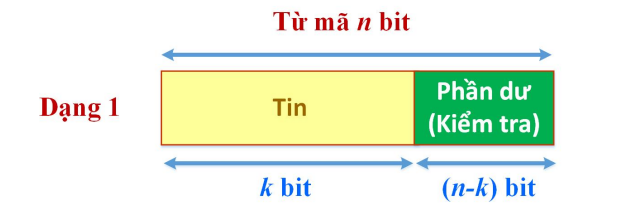 Từ mã n bit
Dạng 1
Tin
Phần dư
(Kiểm tra)
k bit
(n-k) bit